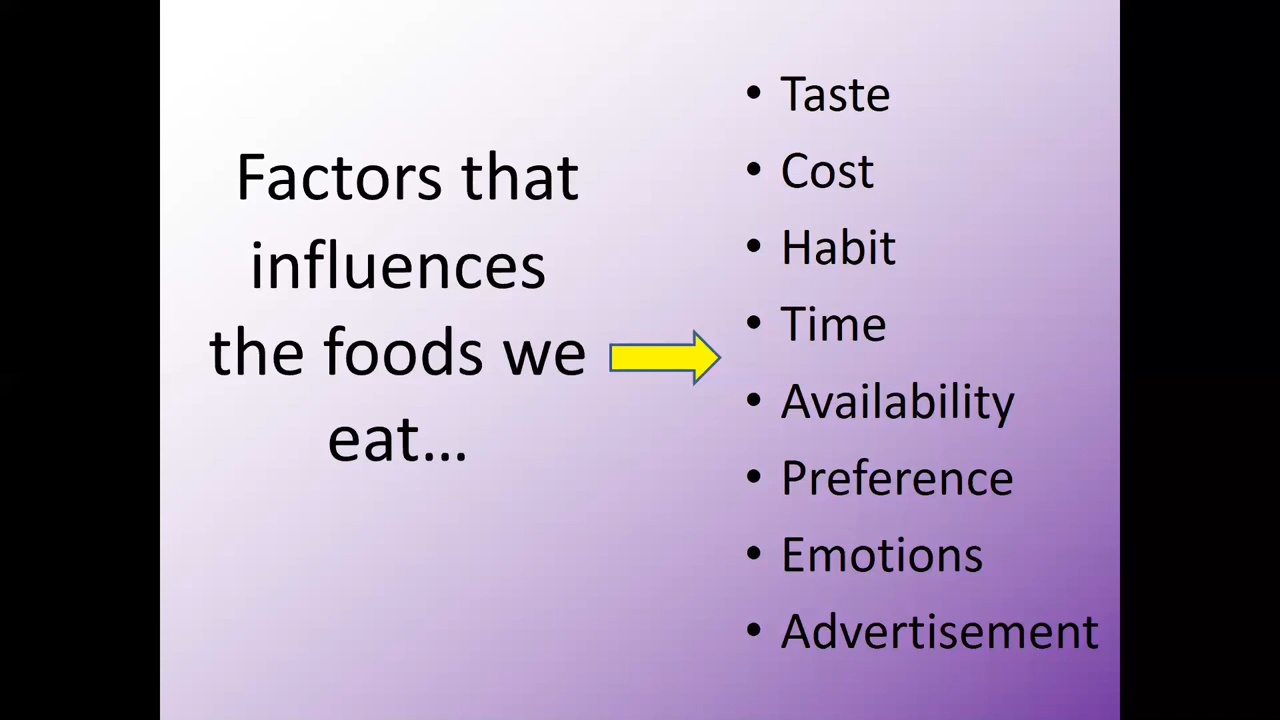 Factors that
influences
the foods we
eat...
• Taste
• Cost
• Habit
• Time
• Availability
• Preference
• Emotions
• Advertisement